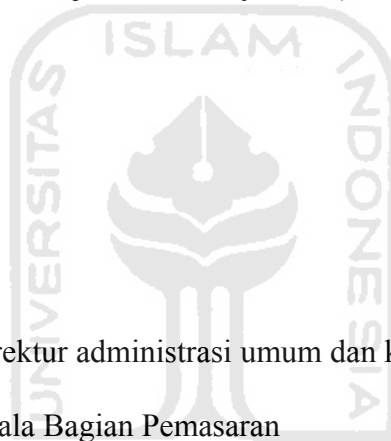 ISLAM
UNIVERSITAS
INDONESIA
rektur administrasi umum dan k
ala Bagian Pemasaran